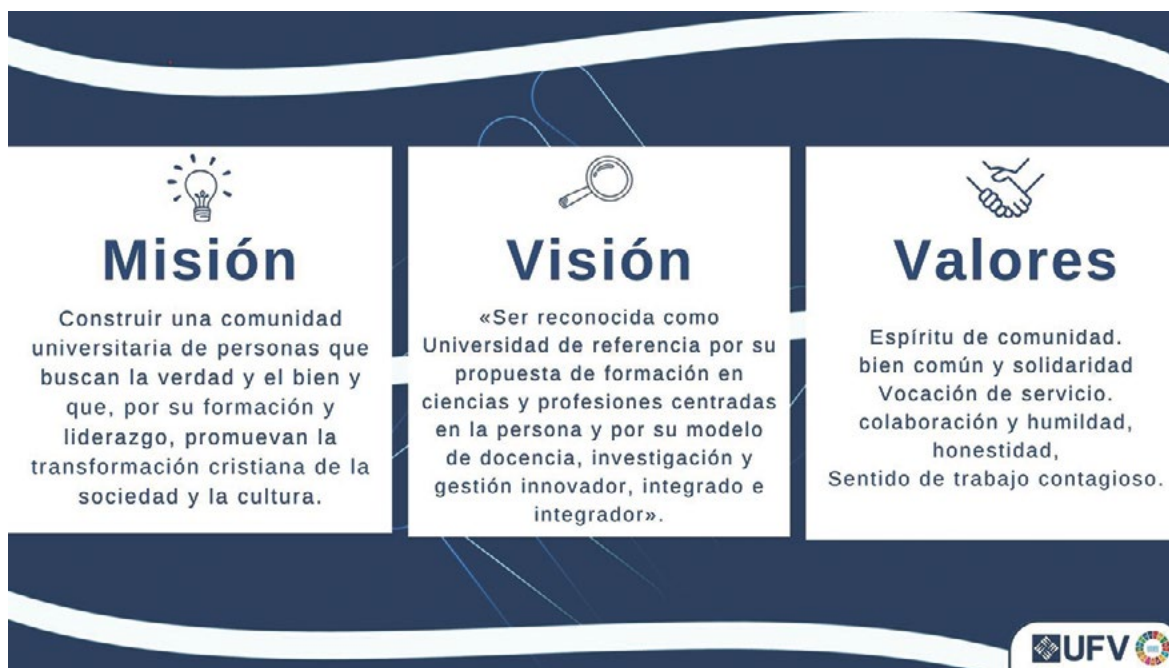 Misión
Construir una comunidad
universitaria de personas que
buscan la verdad y el bien y
que, por su formación y
liderazgo, promuevan la
transformación cristiana de la
sociedad y la cultura.
Visión
«Ser reconocida como
Universidad de referencia por su
propuesta de formación en
ciencias y profesiones centradas
en la persona y por su modelo
de docencia, investigación y
gestión innovador, integrado e
integrador».
Valores
Espíritu de comunidad.
bien común y solidaridad
Vocación de servicio.
colaboración y humildad,
honestidad,
Sentido de trabajo contagioso.
UFV